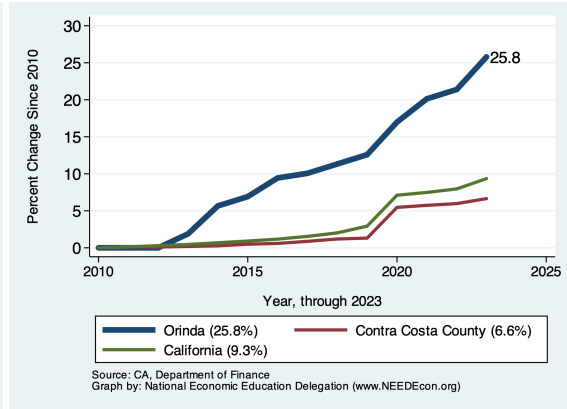 Percent Change Since 2010
30
25
20
15
10
5
0
25.8
2010
2015
2020
2025
Year, through 2023
Orinda (25.8%)
Contra Costa County (6.6%)
California (9.3%)
Source: CA, Department of Finance
Graph by: National Economic Education Delegation (www.NEEDEcon.org)